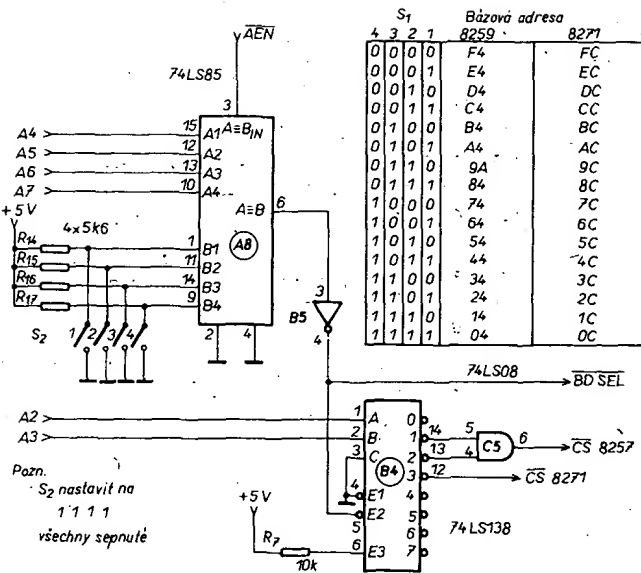 S1 Bázová adresa
4 3 2 1 8259 8271
0 0 0 0 F4 FC
0 0 0 1 E4 EC
0 0 1 0 D4 DC
0 0 1 1 C4 CC
0 1 0 0 B4 BC
0 1 0 1 A4 AC
0 1 1 0 9A 9C
0 1 1 1 84 8C
1 0 0 0 74 7C
1 0 0 1 64 6C
1 0 1 0 54 5C
1 0 1 1 44 4C
1 1 0 0 34 3C
1 1 0 1 24 2C
1 1 1 0 14 1C
1 1 1 1 04 0C
AEN
74LS85
3
A≡B IN
A4 15 A1
A5 12 A2
A6 13 A3
A7 10 A4
A≡B 6
+5V
4x5k6
R14 1 B1
R15 11 B2
R16 14 B3
R17 9 B4
A8
S2 1 2 3 4
2 4
3
B5
4
74LS08
BD SEL
A2 1 A
A3 2 B
3 C
4 E1
5 E2
6 E3
B4
0
1 14
2 13
3 12
4
5
6
7
5
4
C5
6
CS 8257
CS 8271
74LS138
+5V
R7
10k
Pozn.
S2 nastavit na
1 1 1 1
všechny sepnuté